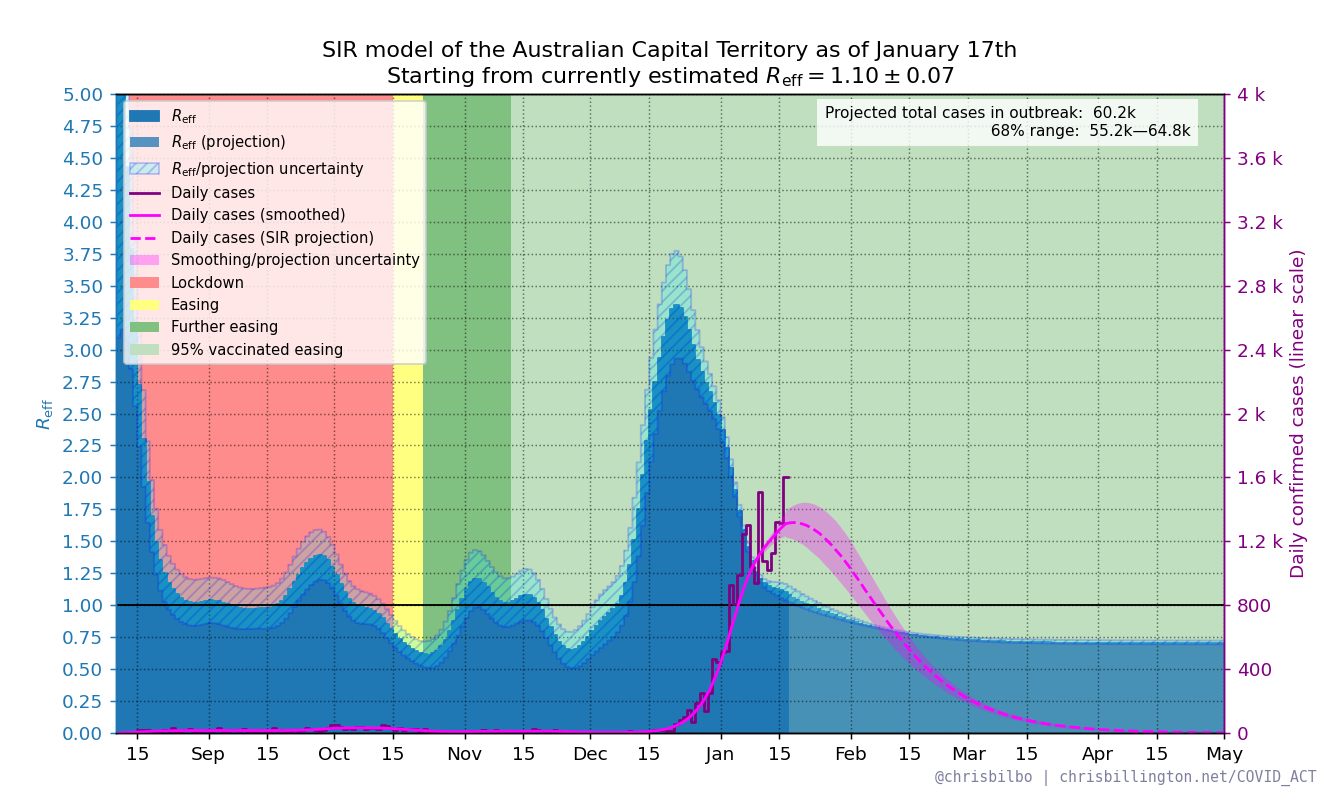 SIR model of the Australian Capital Territory as of January 17th
Starting from currently estimated R_eff = 1.10 ± 0.07
5.00
4.75
4.50
4.25
4.00
3.75
3.50
3.25
3.00
2.75
2.50
2.25
2.00
1.75
1.50
1.25
1.00
0.75
0.50
0.25
0.00
R_eff
R_eff
R_eff (projection)
R_eff/projection uncertainty
Daily cases
Daily cases (smoothed)
Daily cases (SIR projection)
Smoothing/projection uncertainty
Lockdown
Easing
Further easing
95% vaccinated easing
Projected total cases in outbreak: 60.2k
68% range: 55.2k—64.8k
4 k
3.6 k
3.2 k
2.8 k
2.4 k
2 k
1.6 k
1.2 k
800
400
0
Daily confirmed cases (linear scale)
15 Sep 15 Oct 15 Nov 15 Dec 15 Jan 15 Feb 15 Mar 15 Apr 15 May
@chrisbilbo | chrisbillington.net/COVID_ACT